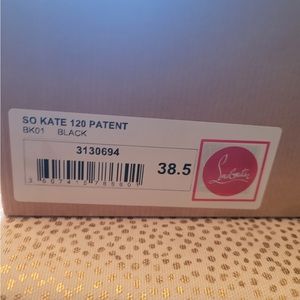 SO KATE 120 PATENT
BK01 BLACK
3130694
38.5
Louboutin